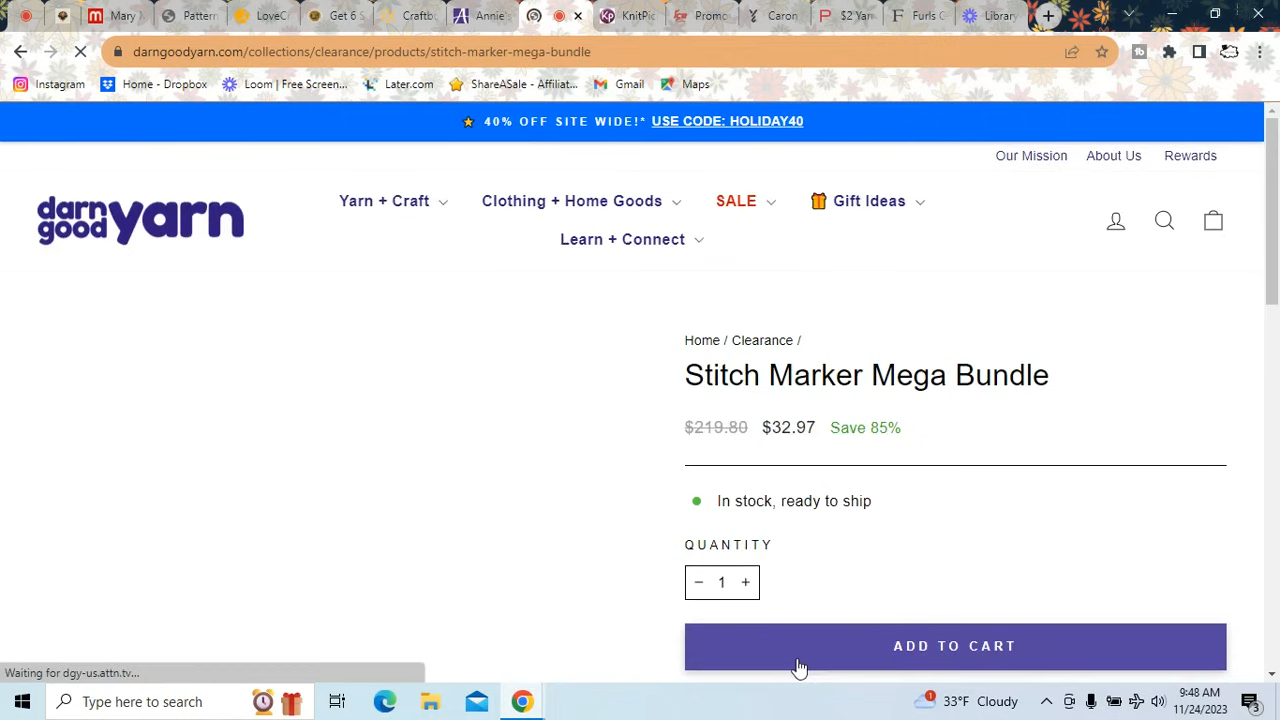 Mary M
Pattern
LoveCr
Get 6 S
Craftbo
Annie's
KnitPic
Promo
Caron
$2 Yarn
Furls C
Library
darngoodyarn.com/collections/clearance/products/stitch-marker-mega-bundle
Instagram
Home - Dropbox
Loom | Free Screen...
Later.com
ShareASale - Affiliat...
Gmail
Maps
40% OFF SITE WIDE!* USE CODE: HOLIDAY40
Our Mission About Us Rewards
darn good yarn
Yarn + Craft Clothing + Home Goods SALE Gift Ideas
Learn + Connect
Home / Clearance /
Stitch Marker Mega Bundle
$219.80 $32.97 Save 85%
In stock, ready to ship
QUANTITY
− 1 +
ADD TO CART
Waiting for dgy-us.attn.tv...
Type here to search
1
33°F Cloudy
9:48 AM
11/24/2023
3